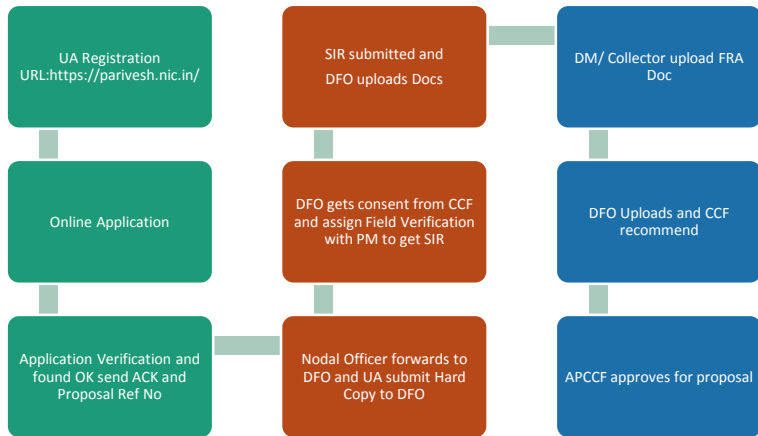 UA Registration
URL:https://parivesh.nic.in/
Online Application
Application Verification and
found OK send ACK and
Proposal Ref No
Nodal Officer forwards to
DFO and UA submit Hard
Copy to DFO
DFO gets consent from CCF
and assign Field Verification
with PM to get SIR
SIR submitted and
DFO uploads Docs
DM/ Collector upload FRA
Doc
DFO Uploads and CCF
recommend
APCCF approves for proposal